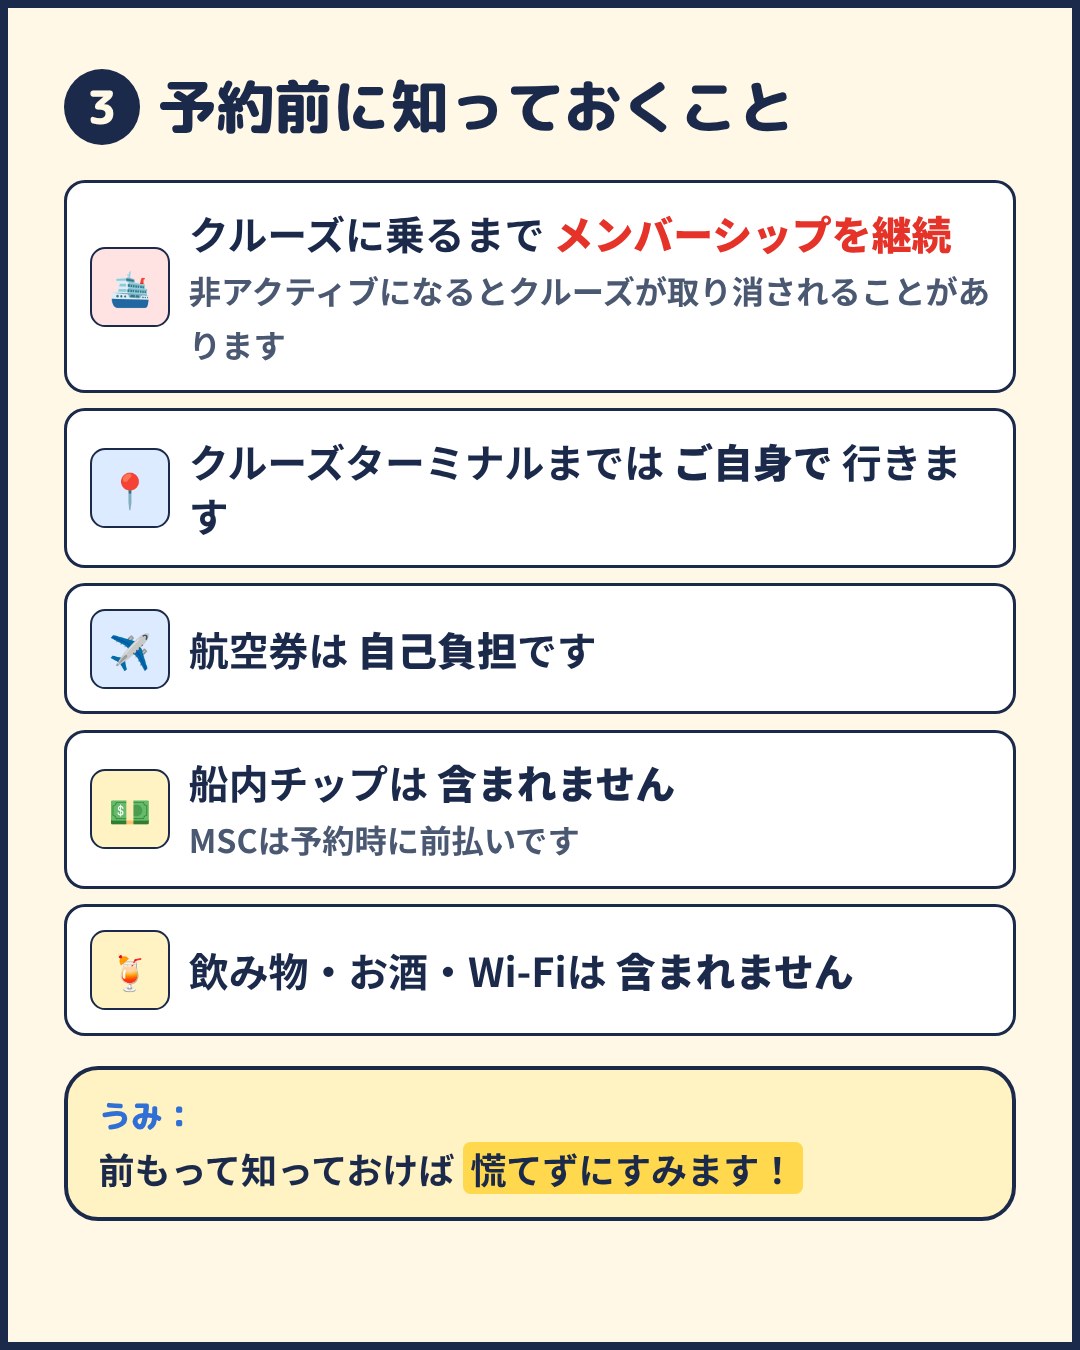 3 予約前に知っておくこと
クルーズに乗るまで メンバーシップを継続
非アクティブになるとクルーズが取り消されることがあ
ります
クルーズターミナルまでは ご自身で 行きま
す
航空券は 自己負担です
船内チップは 含まれません
MSCは予約時に前払いです
飲み物・お酒・Wi-Fiは 含まれません
うみ：
前もって知っておけば 慌てずにすみます！